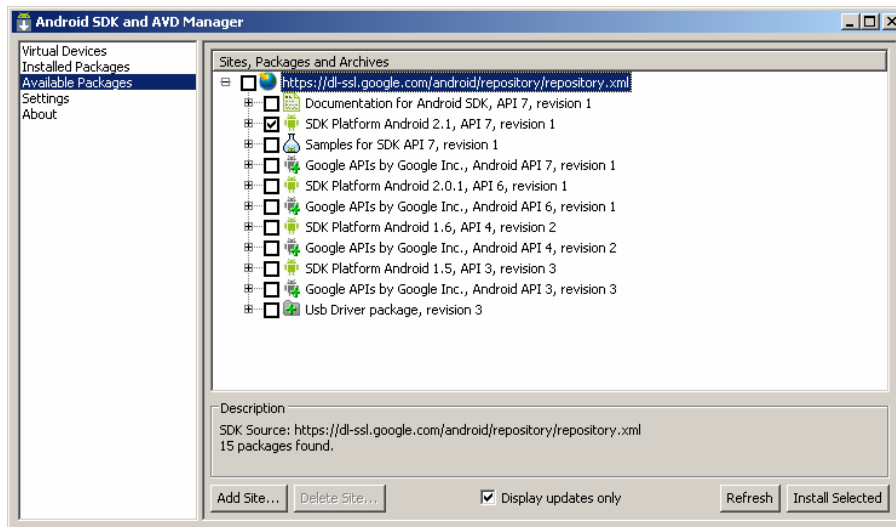 Android SDK and AVD Manager
Virtual Devices
Installed Packages
Available Packages
Settings
About
Sites, Packages and Archives
https://dl-ssl.google.com/android/repository/repository.xml
Documentation for Android SDK, API 7, revision 1
SDK Platform Android 2.1, API 7, revision 1
Samples for SDK API 7, revision 1
Google APIs by Google Inc., Android API 7, revision 1
SDK Platform Android 2.0.1, API 6, revision 1
Google APIs by Google Inc., Android API 6, revision 1
SDK Platform Android 1.6, API 4, revision 2
Google APIs by Google Inc., Android API 4, revision 2
SDK Platform Android 1.5, API 3, revision 3
Google APIs by Google Inc., Android API 3, revision 3
Usb Driver package, revision 3
Description
SDK Source: https://dl-ssl.google.com/android/repository/repository.xml
15 packages found.
Add Site... Delete Site... Display updates only Refresh Install Selected